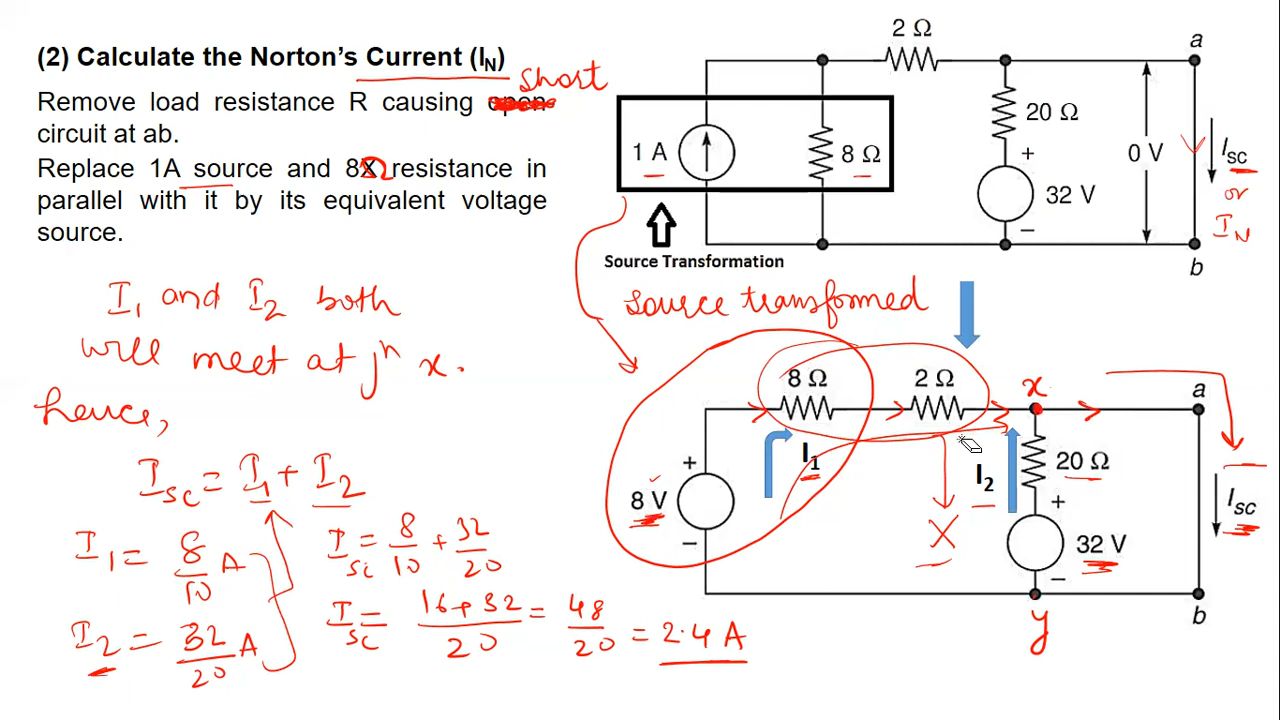 (2) Calculate the Norton's Current (IN)
short
Remove load resistance R causing open
circuit at ab.
Replace 1A source and 8Ω resistance in
parallel with it by its equivalent voltage
source.
I1 and I2 both
will meet at jn x.
hence,
Isc = I1 + I2
I1 = 8/10 A
I2 = 32/20 A
Isc = 8/10 + 32/20
Isc = 16+32/20 = 48/20 = 2.4 A
2 Ω
a
20 Ω
1 A
8 Ω
+
0 V
Isc
or
IN
32 V
−
b
Source Transformation
source transformed
8 Ω
2 Ω
x
a
I1
I2
20 Ω
+
8 V
−
X
+
32 V
−
Isc
b
y